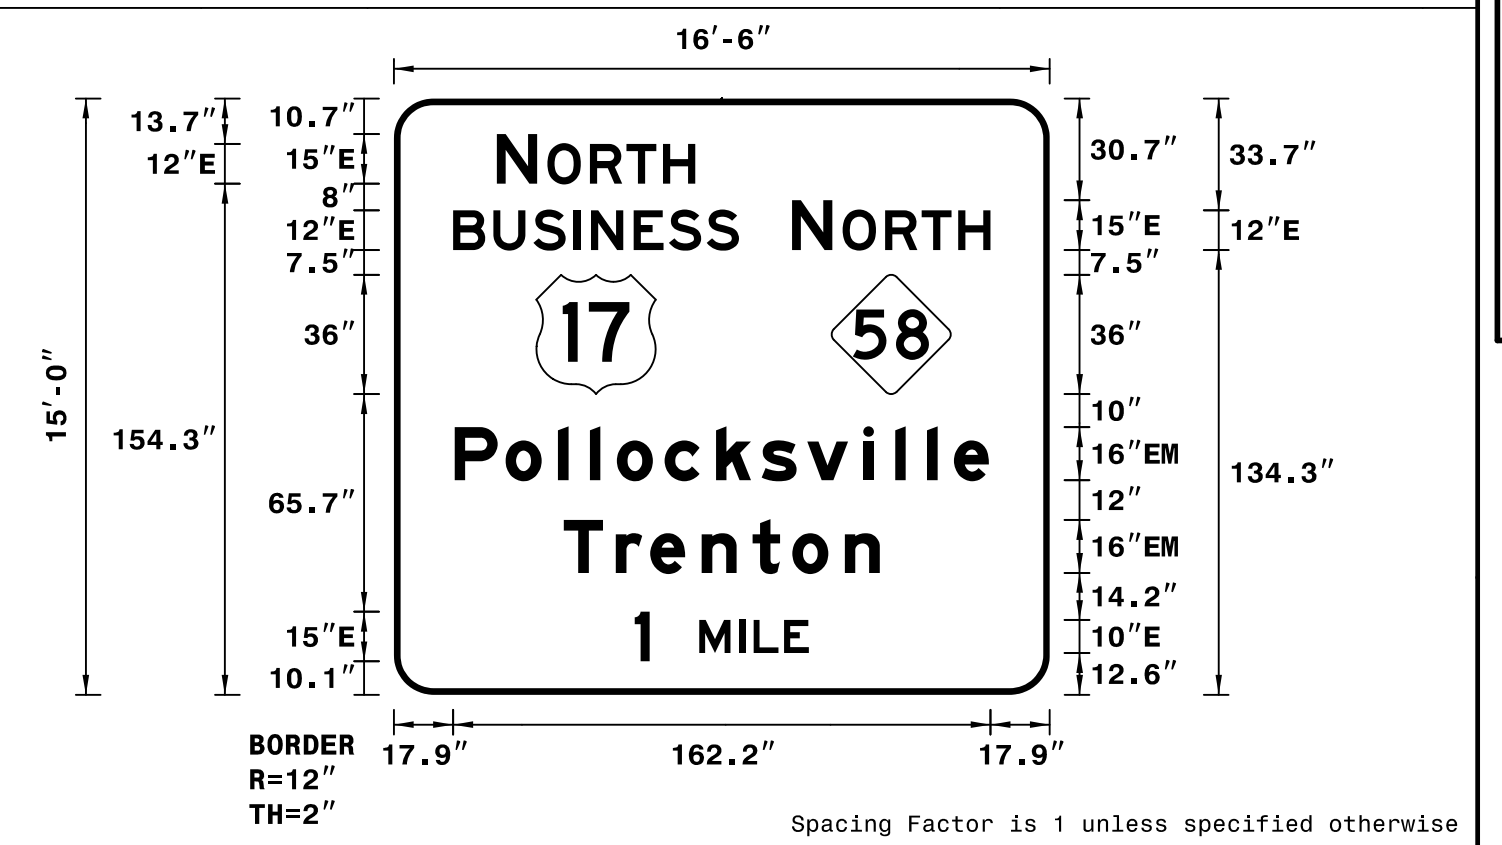 16′-6″
13.7″
12″E
154.3″
15′-0″
10.7″
15″E
8″
12″E
7.5″
36″
65.7″
15″E
10.1″
NORTH
BUSINESS NORTH
17 58
Pollocksville
Trenton
1 MILE
30.7″
15″E
7.5″
36″
10″
16″EM
12″
16″EM
14.2″
10″E
12.6″
33.7″
12″E
134.3″
17.9″ 162.2″ 17.9″
BORDER
R=12″
TH=2″
Spacing Factor is 1 unless specified otherwise